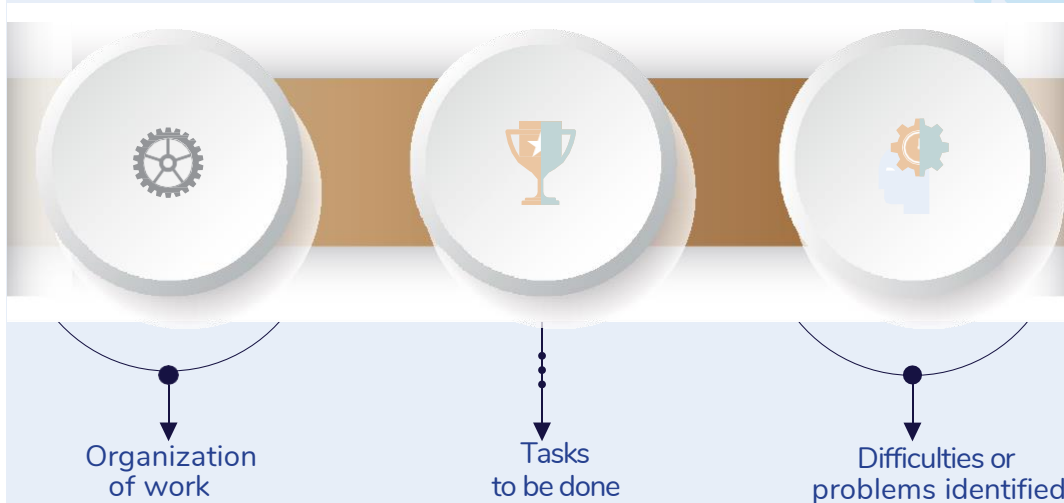 Organization
of work
Tasks
to be done
Difficulties or
problems identified